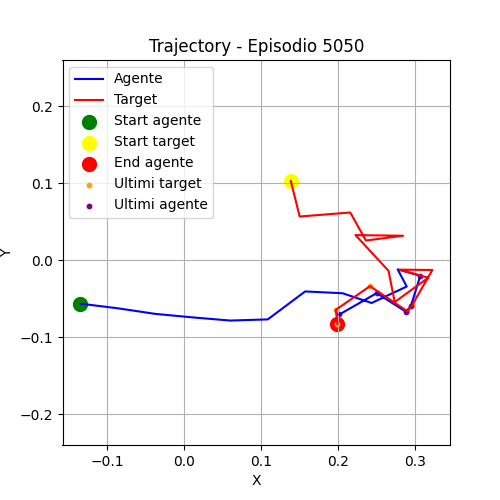 Trajectory - Episodio 5050
Agente
Target
Start agente
Start target
End agente
Ultimi target
Ultimi agente
0.2
0.1
0.0
−0.1
−0.2
Y
−0.1
0.0
0.1
0.2
0.3
X